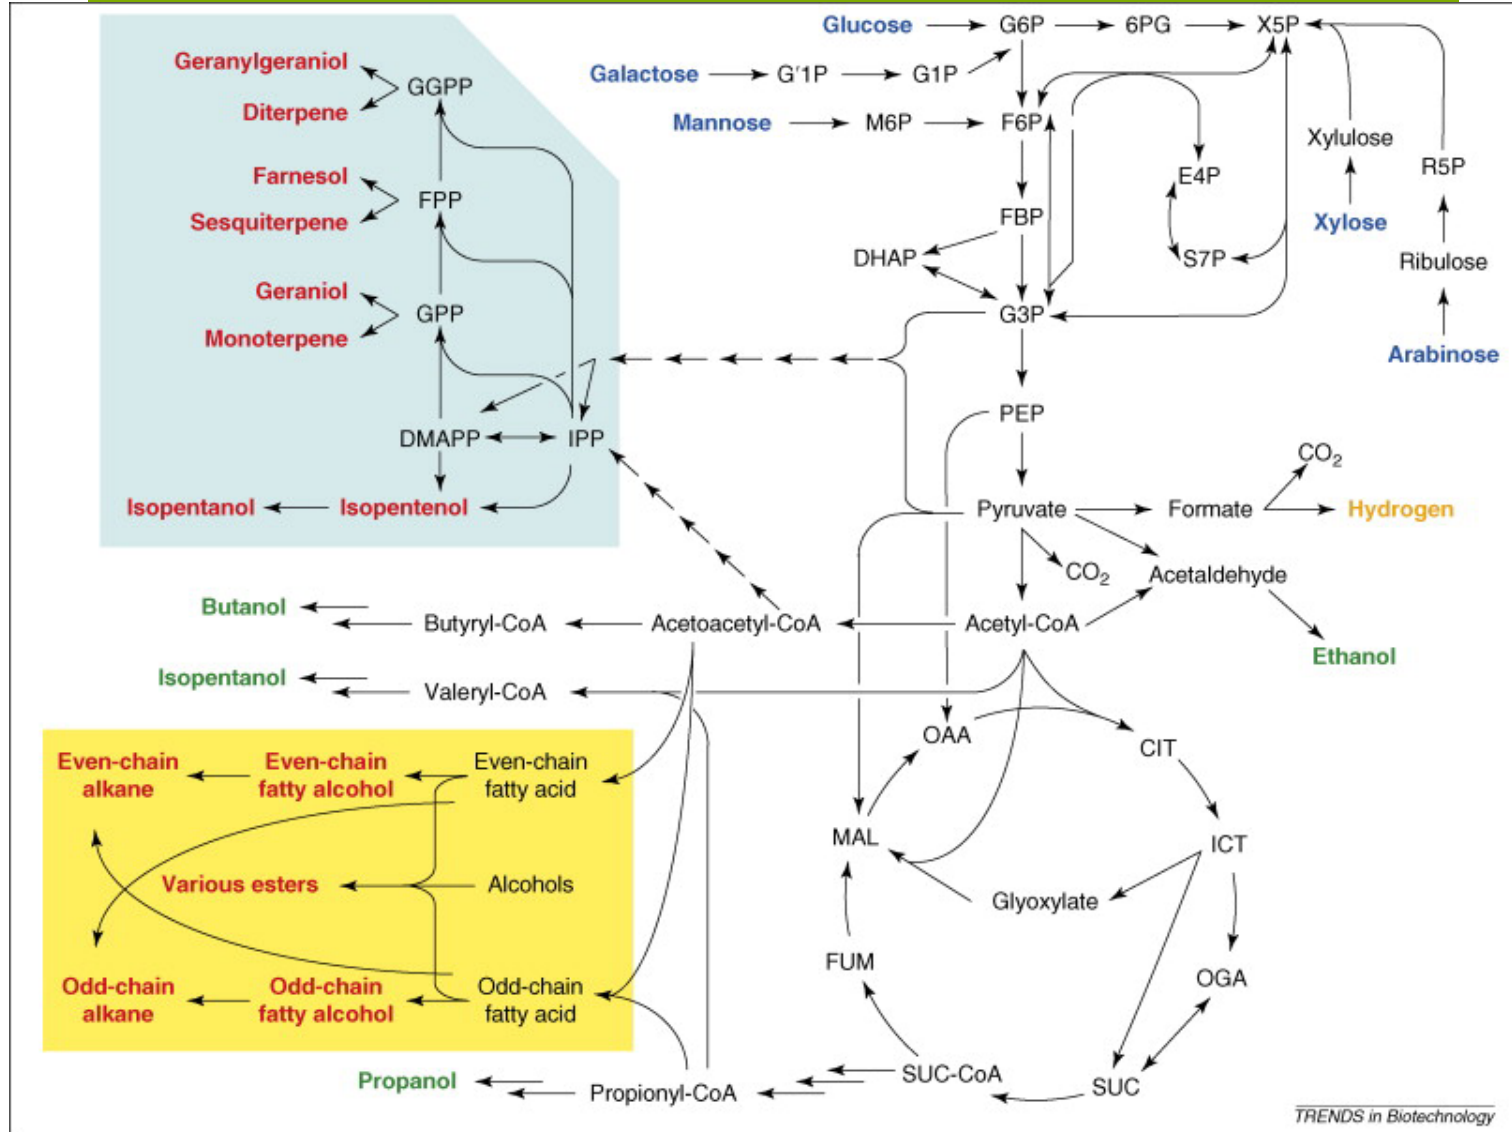 Glucose
G6P
6PG
X5P
Galactose
G'1P
G1P
Mannose
M6P
F6P
Xylulose
R5P
E4P
Xylose
FBP
DHAP
S7P
Ribulose
G3P
Arabinose
PEP
Geranylgeraniol
GGPP
Diterpene
Farnesol
FPP
Sesquiterpene
Geraniol
GPP
Monoterpene
DMAPP
IPP
Isopentanol
Isopentenol
Pyruvate
Formate
CO2
Hydrogen
CO2
Acetaldehyde
Ethanol
Butanol
Butyryl-CoA
Acetoacetyl-CoA
Acetyl-CoA
Isopentanol
Valeryl-CoA
Even-chain
alkane
Even-chain
fatty alcohol
Even-chain
fatty acid
Various esters
Alcohols
Odd-chain
alkane
Odd-chain
fatty alcohol
Odd-chain
fatty acid
OAA
CIT
MAL
ICT
Glyoxylate
FUM
OGA
SUC-CoA
SUC
Propanol
Propionyl-CoA
TRENDS in Biotechnology